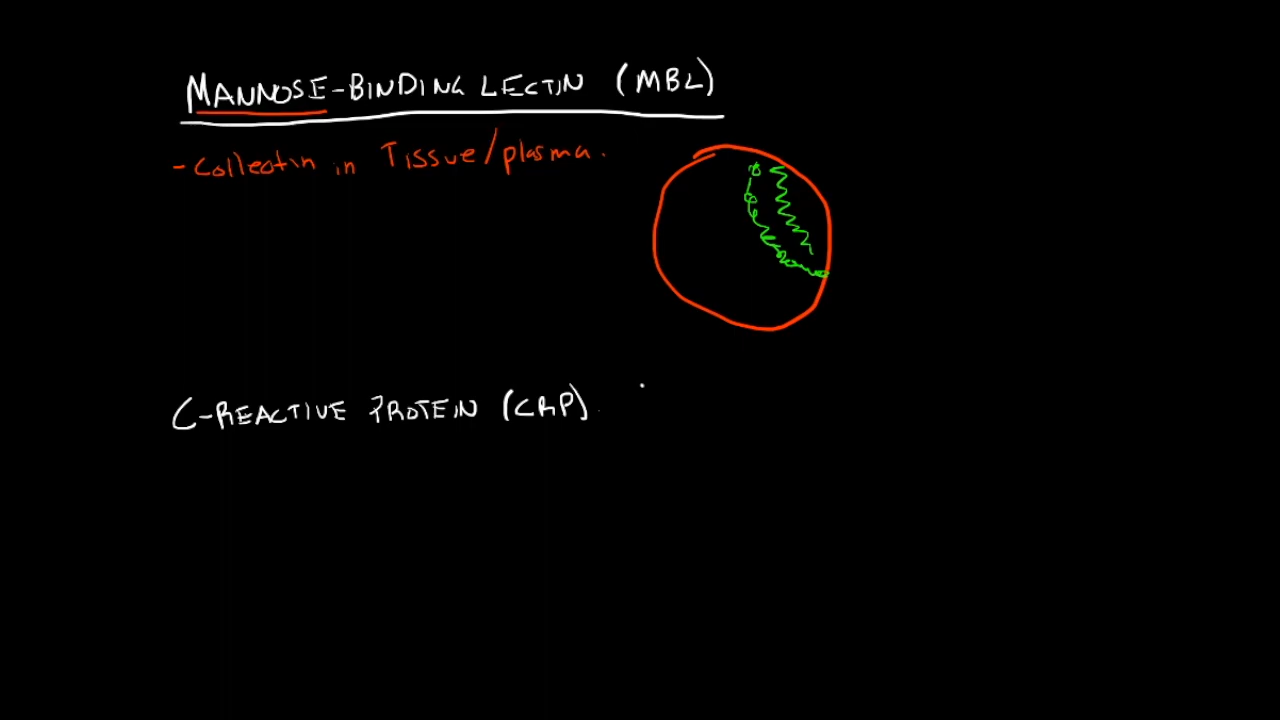 MANNOSE-BINDING LECTIN (MBL)
- Collectin in Tissue/plasma.
C-REACTIVE PROTEIN (CRP)